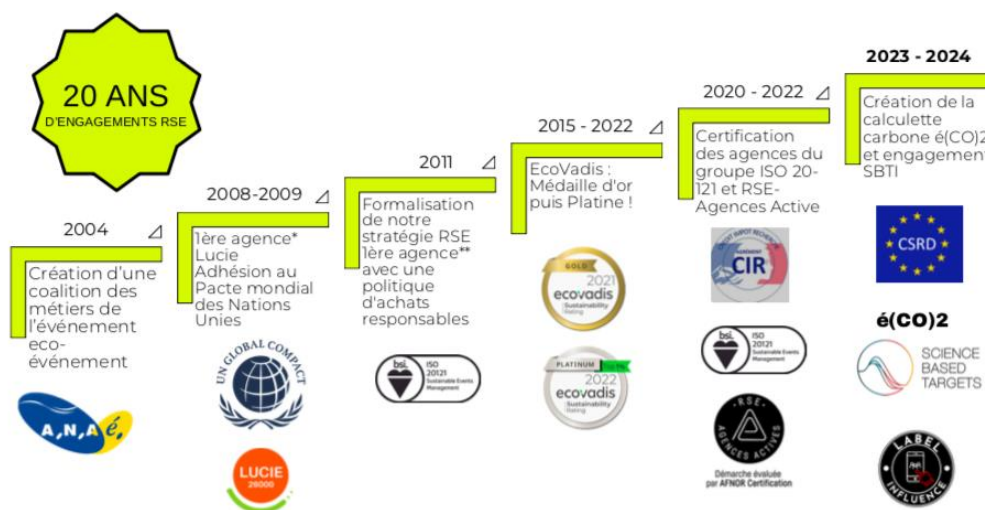 20 ANS
D'ENGAGEMENTS RSE
2004
Création d'une
coalition des
métiers de
l'événement
eco-
événement
A,N,A,é,
2008-2009
1ère agence*
Lucie
Adhésion au
Pacte mondial
des Nations
Unies
UN GLOBAL COMPACT
LUCIE
26000
2011
Formalisation
de notre
stratégie RSE
1ère agence**
avec une
politique
d'achats
responsables
bsi.
ISO
20121
Sustainable Events
Management
2015 - 2022
EcoVadis :
Médaille d'or
puis Platine !
GOLD
2021
ecovadis
Sustainability
Rating
PLATINUM
2022
ecovadis
Sustainability
Rating
2020 - 2022
Certification
des agences du
groupe ISO 20-
121 et RSE-
Agences Active
CREDIT IMPOT RECHERCHE
CIR
bsi.
ISO
20121
Sustainable Events
Management
RSE
AGENCES ACTIVES
Démarche évaluée
par AFNOR Certification
2023 - 2024
Création de la
calculette
carbone é(CO)2
et engagement
SBTI
CSRD
é(CO)2
SCIENCE
BASED
TARGETS
LABEL
INFLUENCE